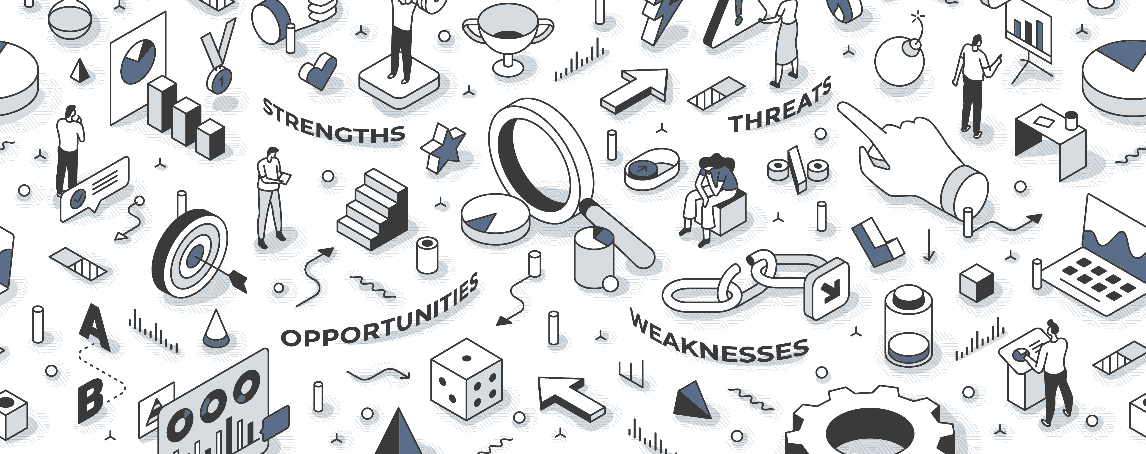 STRENGTHS
THREATS
OPPORTUNITIES
WEAKNESSES
A
B